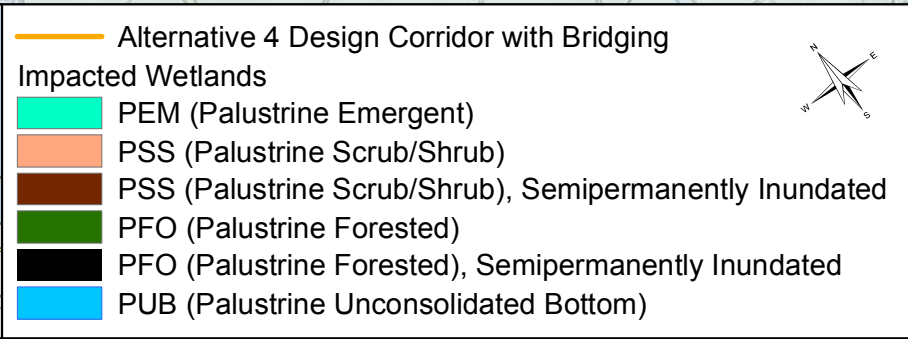 Alternative 4 Design Corridor with Bridging
Impacted Wetlands
PEM (Palustrine Emergent)
PSS (Palustrine Scrub/Shrub)
PSS (Palustrine Scrub/Shrub), Semipermanently Inundated
PFO (Palustrine Forested)
PFO (Palustrine Forested), Semipermanently Inundated
PUB (Palustrine Unconsolidated Bottom)
N
E
W
S